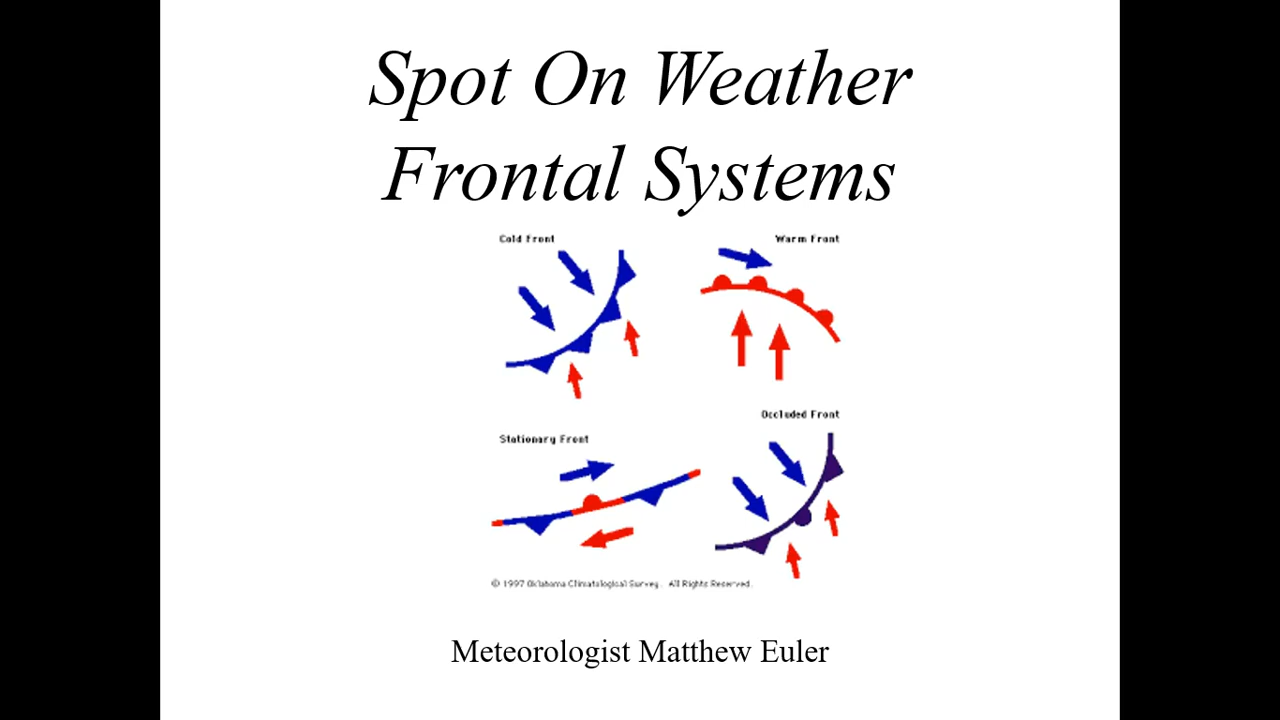 Spot On Weather
Frontal Systems
Cold Front
Warm Front
Occluded Front
Stationary Front
© 1997 Oklahoma Climatological Survey. All Rights Reserved.
Meteorologist Matthew Euler